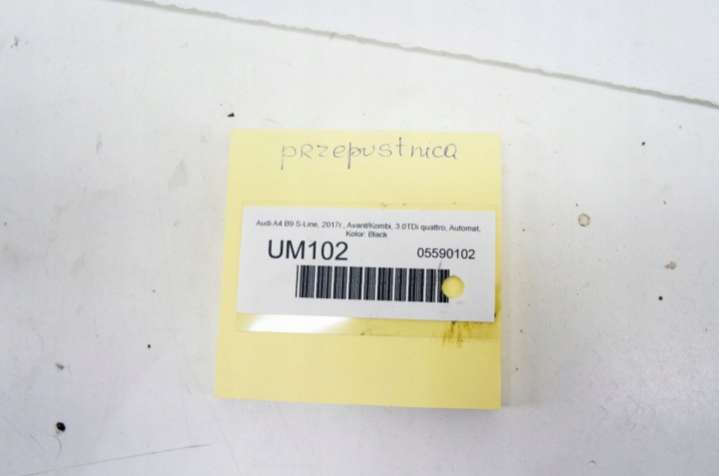 przepustnica
Audi A4 B9 S-Line, 2017r., Avant/Kombi, 3.0TDi quattro, Automat,
Kolor: Black
UM102 05590102